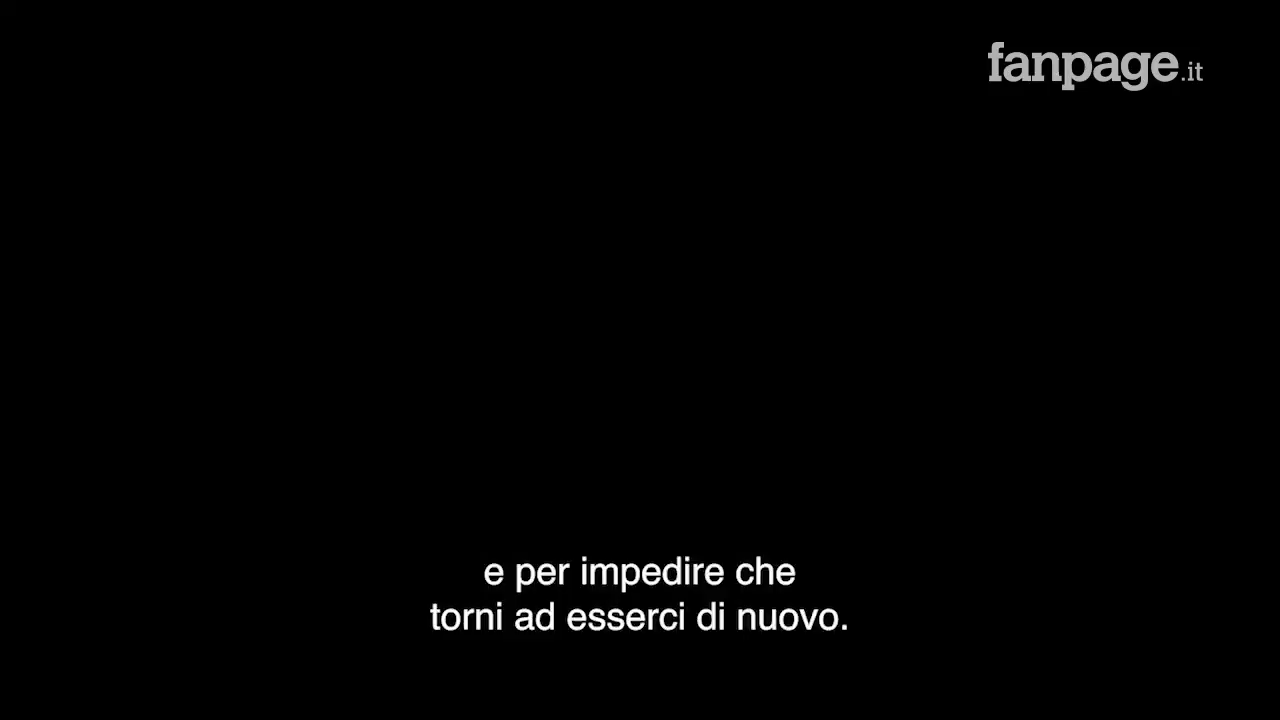 fanpage.it
e per impedire che
torni ad esserci di nuovo.